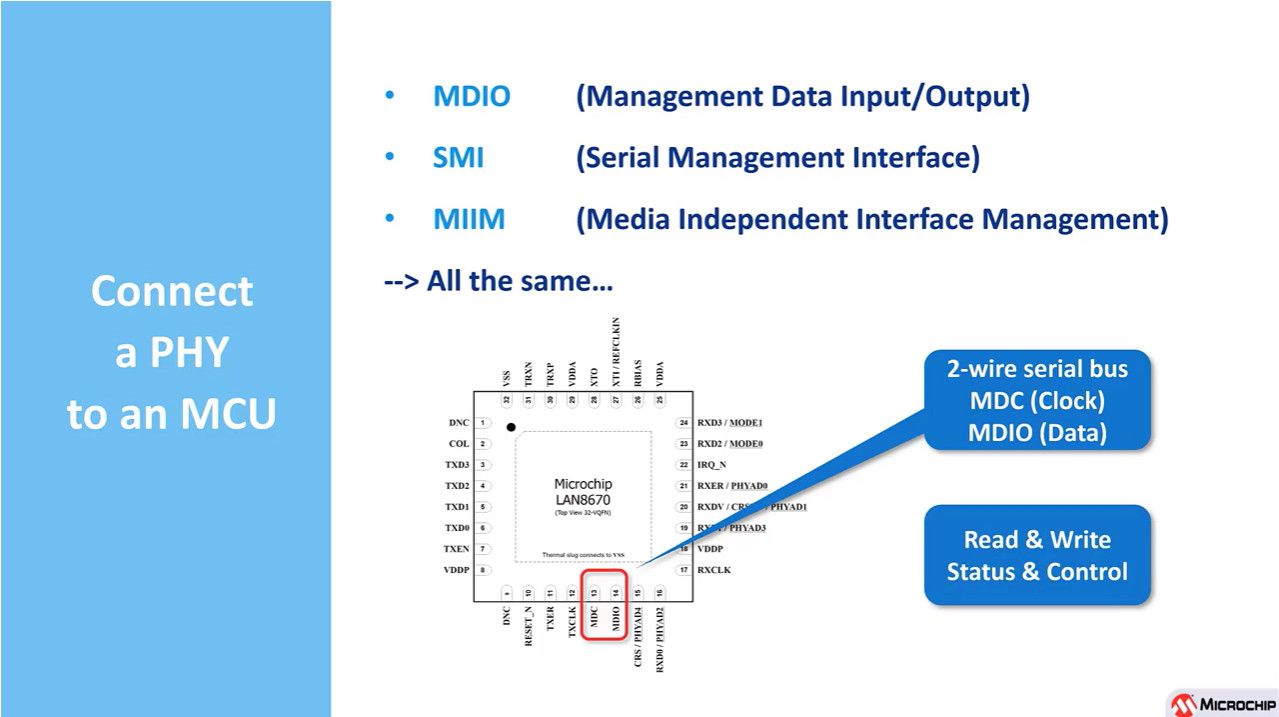 Connect
a PHY
to an MCU
• MDIO (Management Data Input/Output)
• SMI (Serial Management Interface)
• MIIM (Media Independent Interface Management)
--> All the same…
VSS
TRXN
TRXP
VDDA
XTO
XTI / REFCLKIN
RBIAS
VDDA
32
31
30
29
28
27
26
25
DNC 1
COL 2
TXD3 3
TXD2 4
TXD1 5
TXD0 6
TXEN 7
VDDP 8
Microchip
LAN8670
(Top View 32-VQFN)
Thermal slug connects to VSS
24 RXD3 / MODE1
23 RXD2 / MODE0
22 IRQ_N
21 RXER / PHYAD0
20 RXDV / CRS / PHYAD1
19 / PHYAD3
18 VDDP
17 RXCLK
9
10
11
12
13
14
15
16
DNC
RESET_N
TXER
TXCLK
MDC
MDIO
CRS / PHYAD4
RXD0 / PHYAD2
2-wire serial bus
MDC (Clock)
MDIO (Data)
Read & Write
Status & Control
MICROCHIP